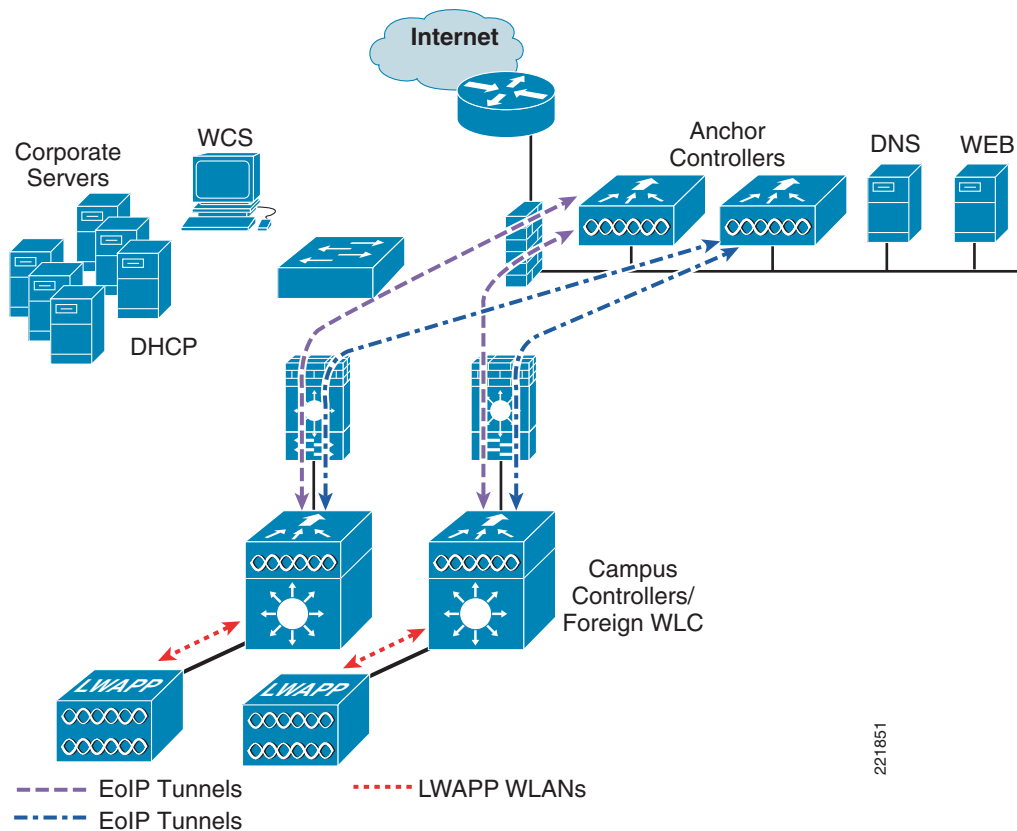 Internet
WCS
Corporate
Servers
DHCP
Anchor
Controllers
DNS
WEB
Campus
Controllers/
Foreign WLC
LWAPP
LWAPP
221851
EoIP Tunnels
LWAPP WLANs
EoIP Tunnels